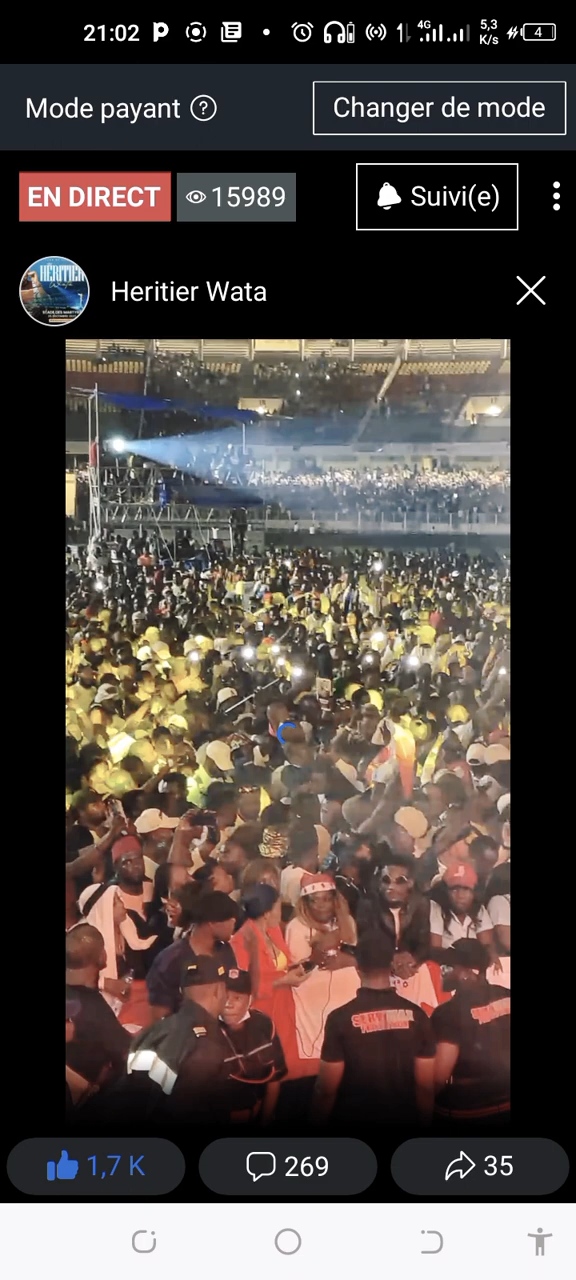 21:02
4G
5,3
K/s
4
Mode payant
Changer de mode
EN DIRECT
15989
Suivi(e)
HÉRITIER
Heritier Wata
1,7 K
269
35